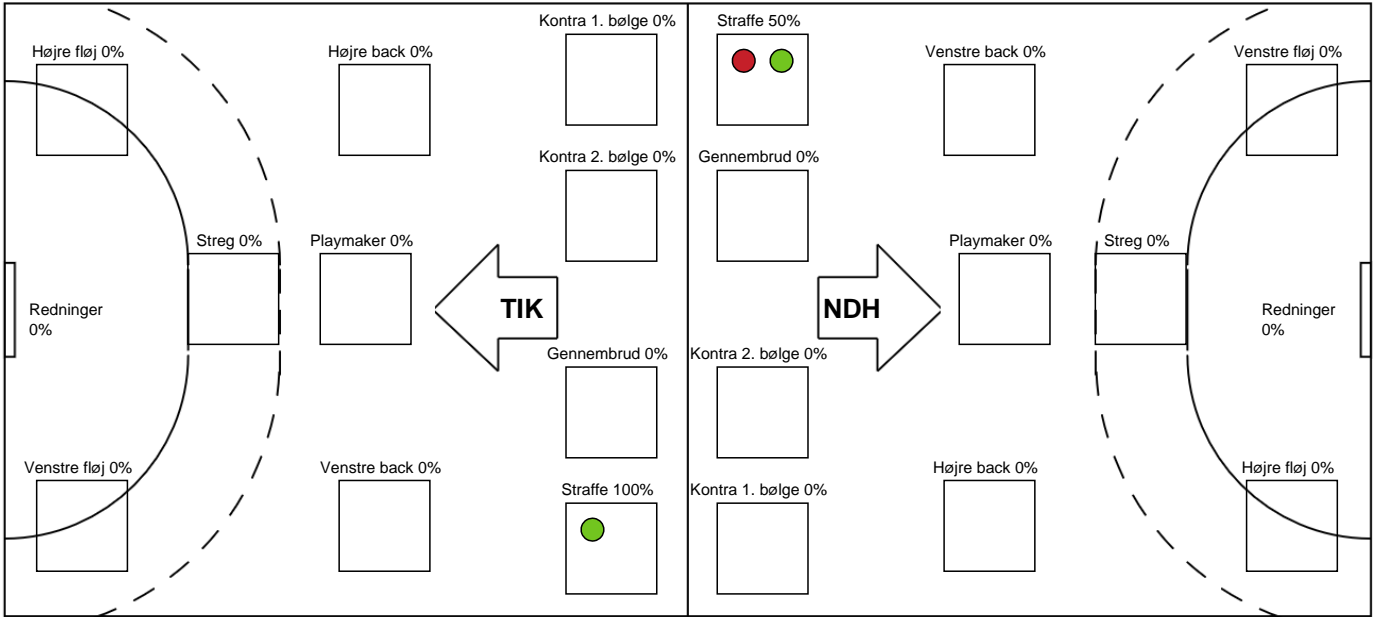 Kontra 1. bølge 0%
Straffe 50%
Højre fløj 0%
Højre back 0%
Venstre back 0%
Venstre fløj 0%
Kontra 2. bølge 0%
Gennembrud 0%
Streg 0%
Playmaker 0%
Playmaker 0%
Streg 0%
Redninger
0%
TIK
NDH
Redninger
0%
Gennembrud 0%
Kontra 2. bølge 0%
Venstre fløj 0%
Venstre back 0%
Højre back 0%
Højre fløj 0%
Straffe 100%
Kontra 1. bølge 0%